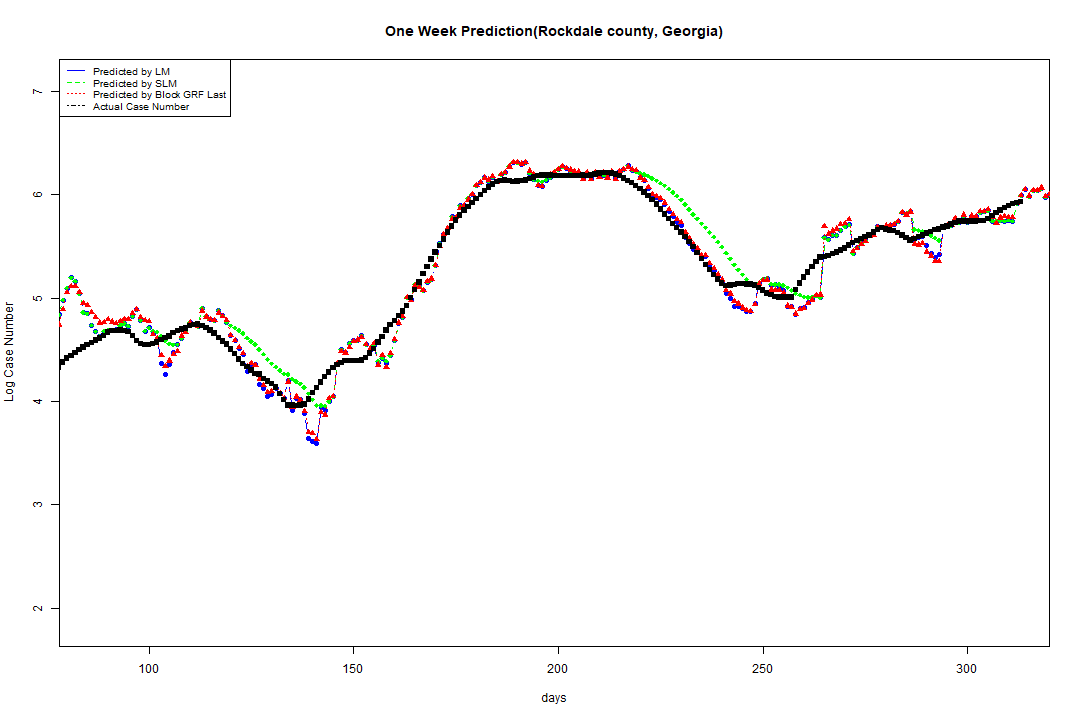 One Week Prediction(Rockdale county, Georgia)
Predicted by LM
Predicted by SLM
Predicted by Block GRF Last
Actual Case Number
7
6
5
4
3
2
Log Case Number
100 150 200 250 300
days